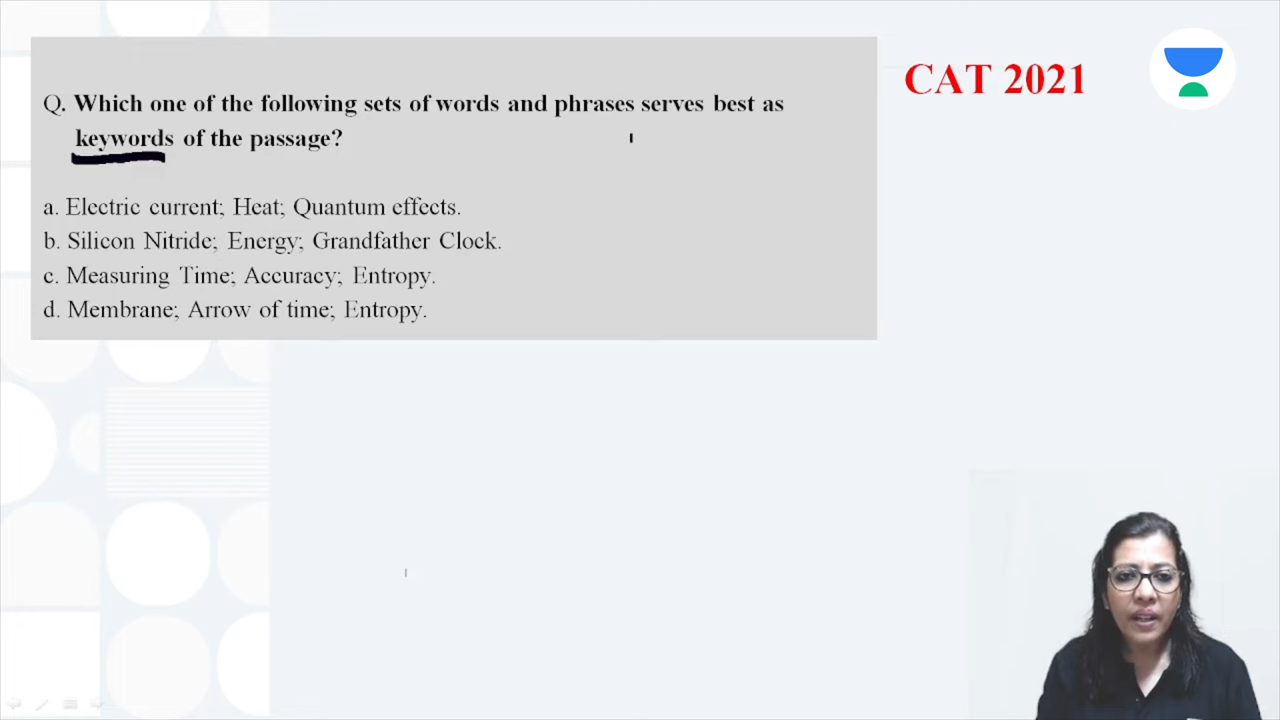 Q. Which one of the following sets of words and phrases serves best as
keywords of the passage?
a. Electric current; Heat; Quantum effects.
b. Silicon Nitride; Energy; Grandfather Clock.
c. Measuring Time; Accuracy; Entropy.
d. Membrane; Arrow of time; Entropy.
CAT 2021